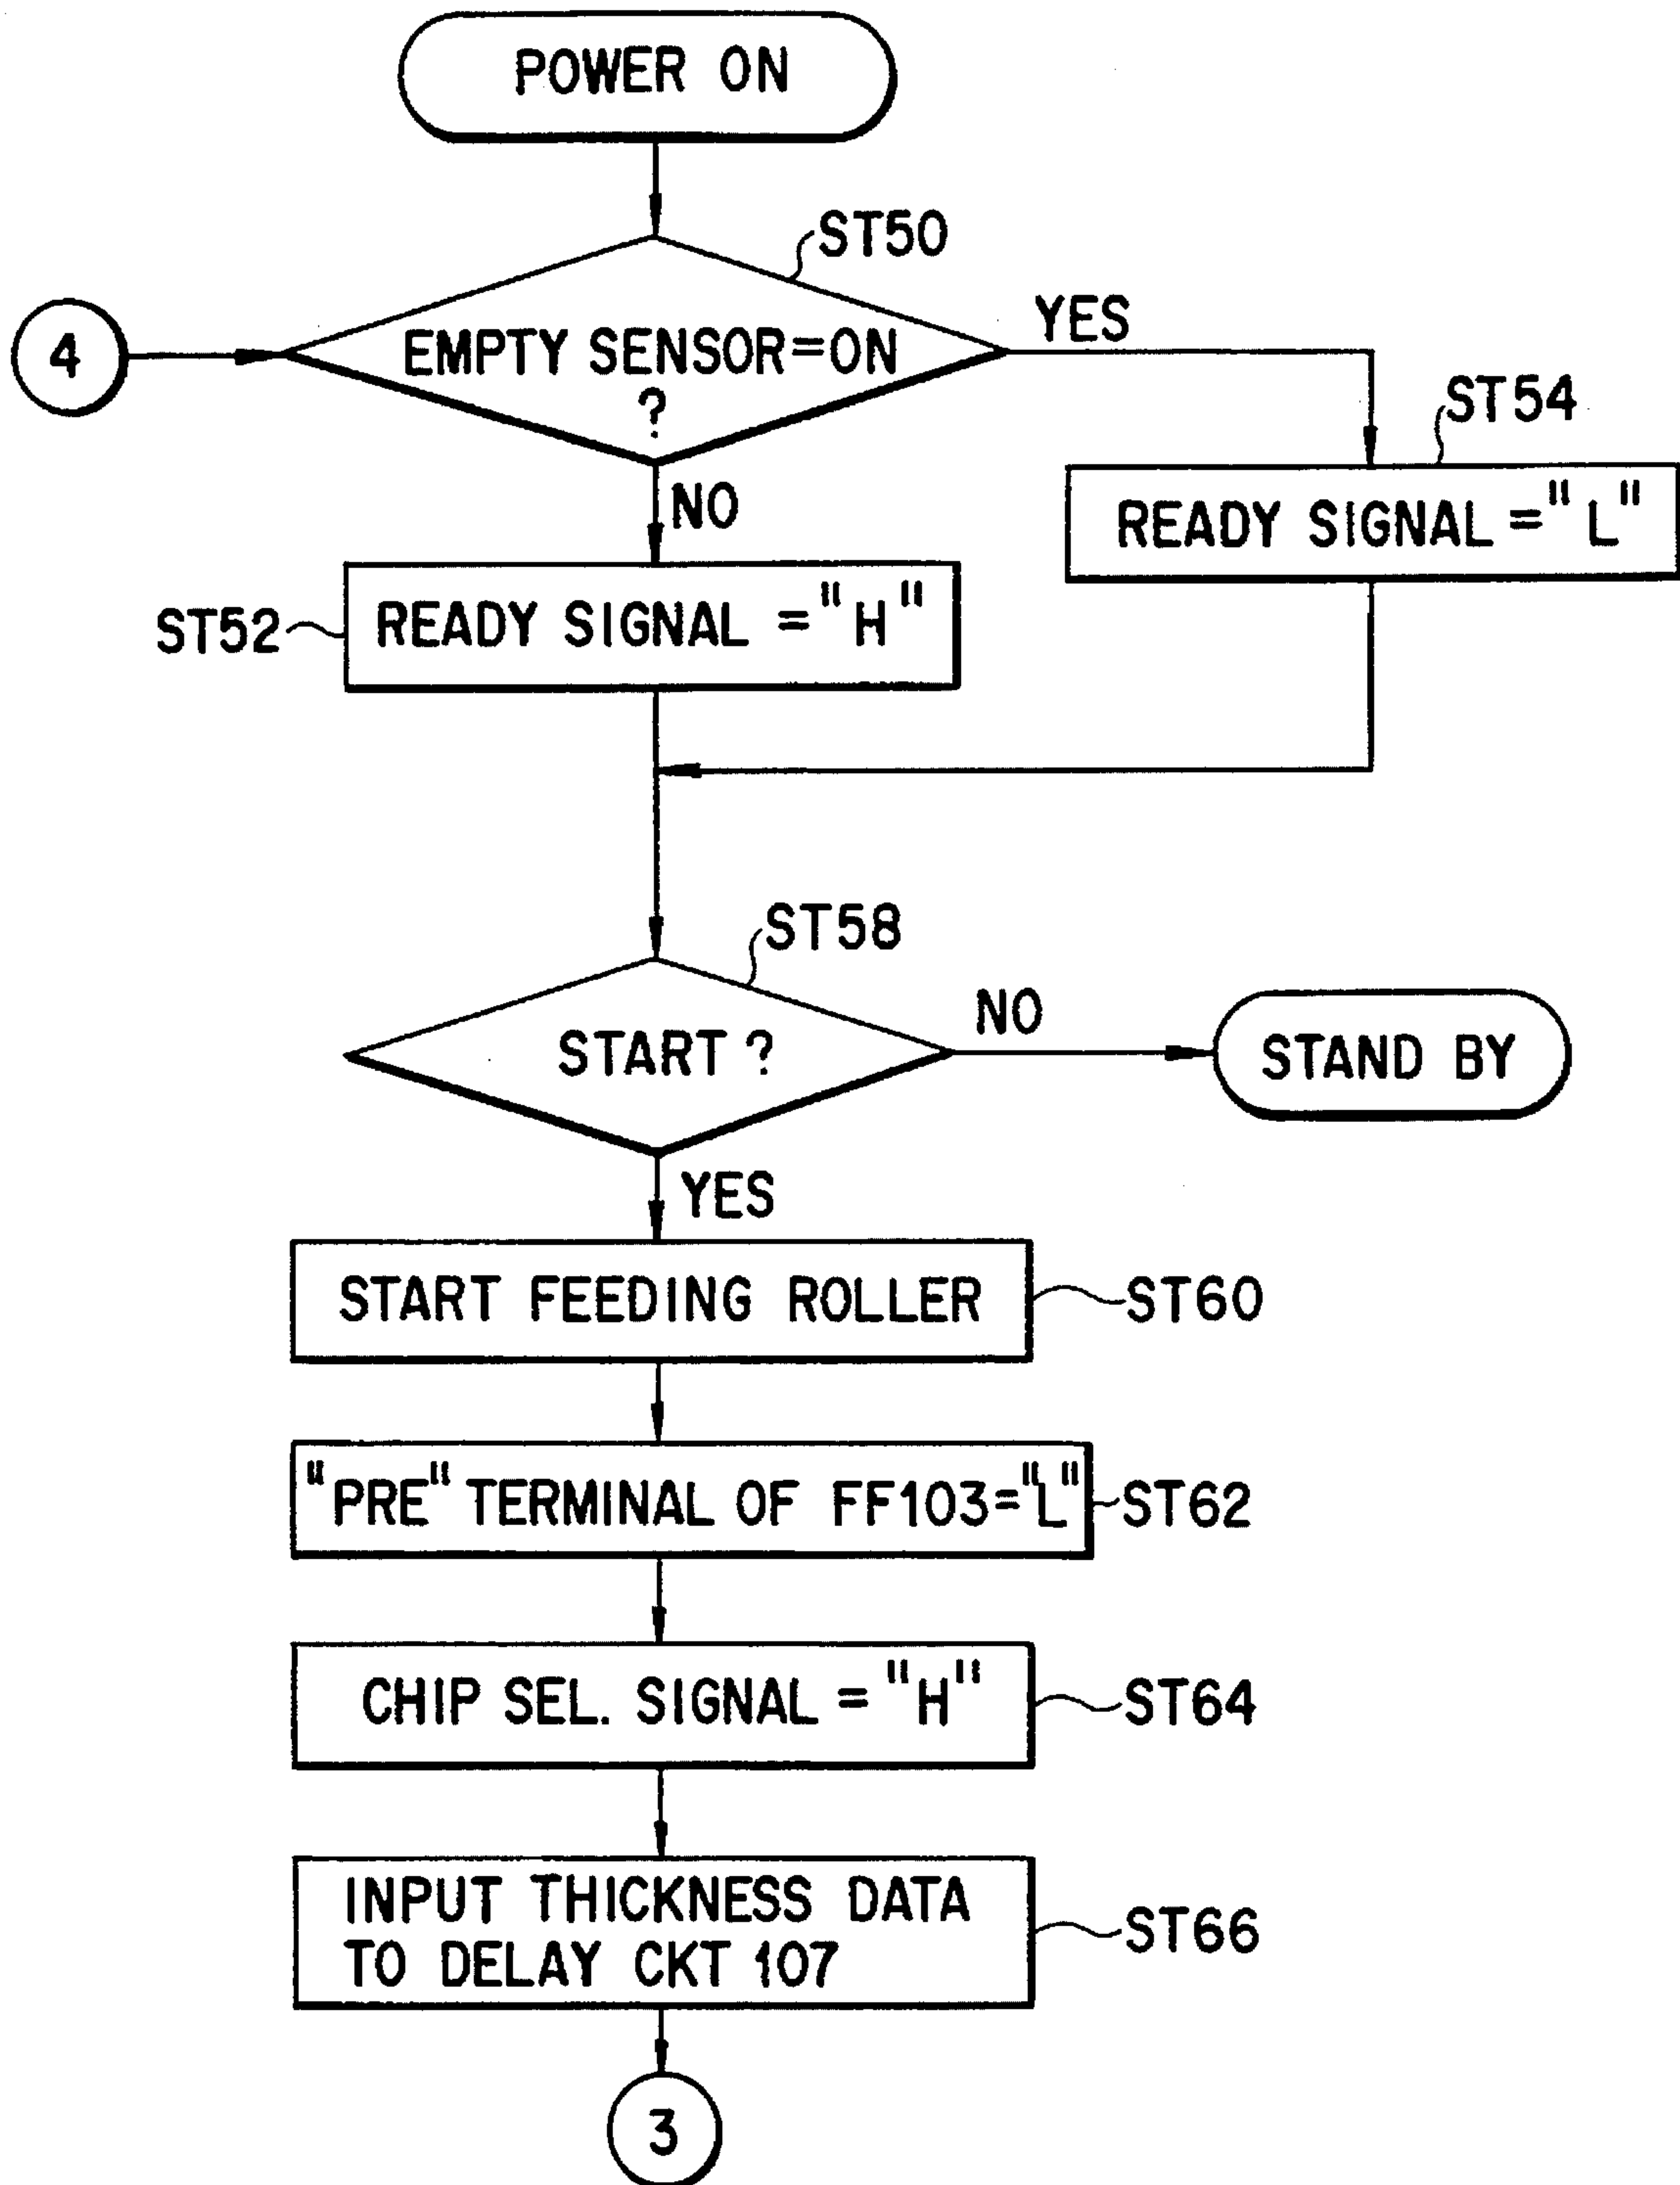 POWER ON
ST50
4
EMPTY SENSOR=ON
?
YES
NO
ST54
READY SIGNAL ="L"
ST52
READY SIGNAL ="H"
ST58
START ?
NO
STAND BY
YES
START FEEDING ROLLER
ST60
"PRE" TERMINAL OF FF103="L"
ST62
CHIP SEL. SIGNAL = "H"
ST64
INPUT THICKNESS DATA
TO DELAY CKT 107
ST66
3